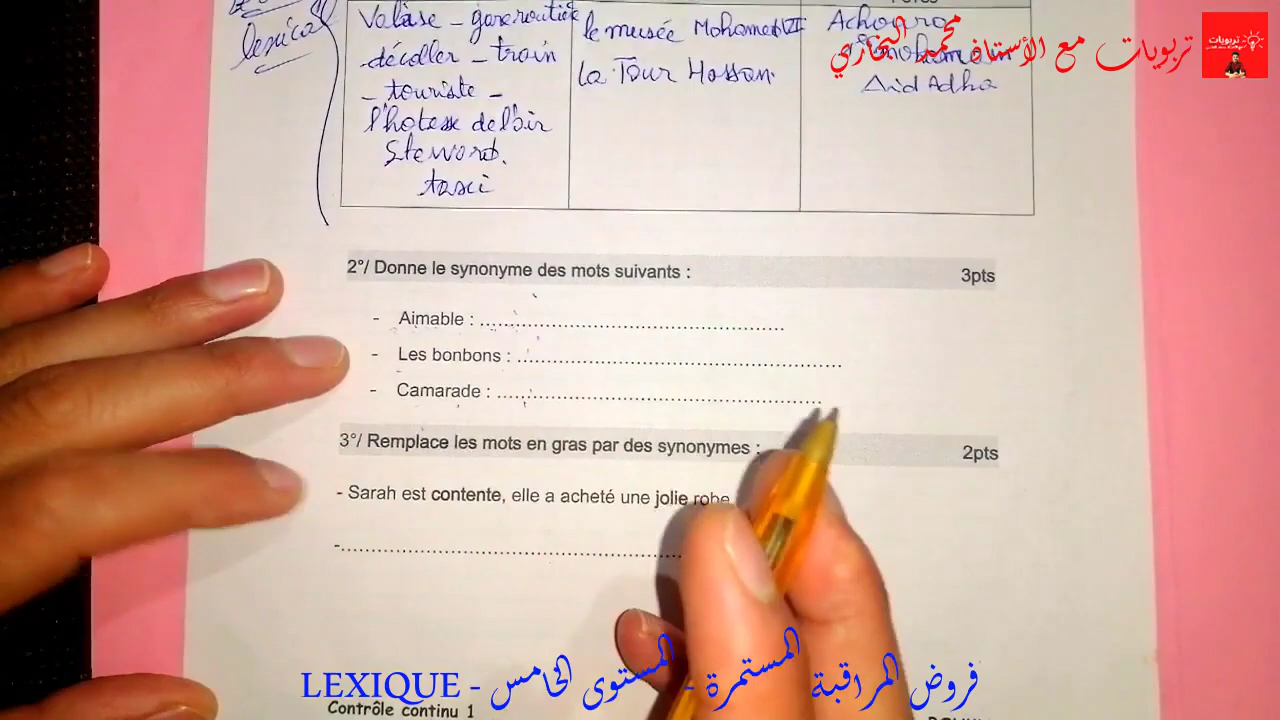 lexical
Valise - gare routière
décoller - train
- touriste -
l'hotesse de l'air
Steward.
taxi
le musée Mohamed VI
la Tour Hassan.
Achoura
Aid Adha
تربويات مع الأستاذ محمد البخاري
تربويات
2°/ Donne le synonyme des mots suivants : 3pts
- Aimable : ..........................................................
- Les bonbons : ..........................................................
- Camarade : ..........................................................
3°/ Remplace les mots en gras par des synonymes : 2pts
- Sarah est contente, elle a acheté une jolie robe
-..........................................................
فروض المراقبة المستمرة - المستوى الخامس - LEXIQUE
Contrôle continu 1